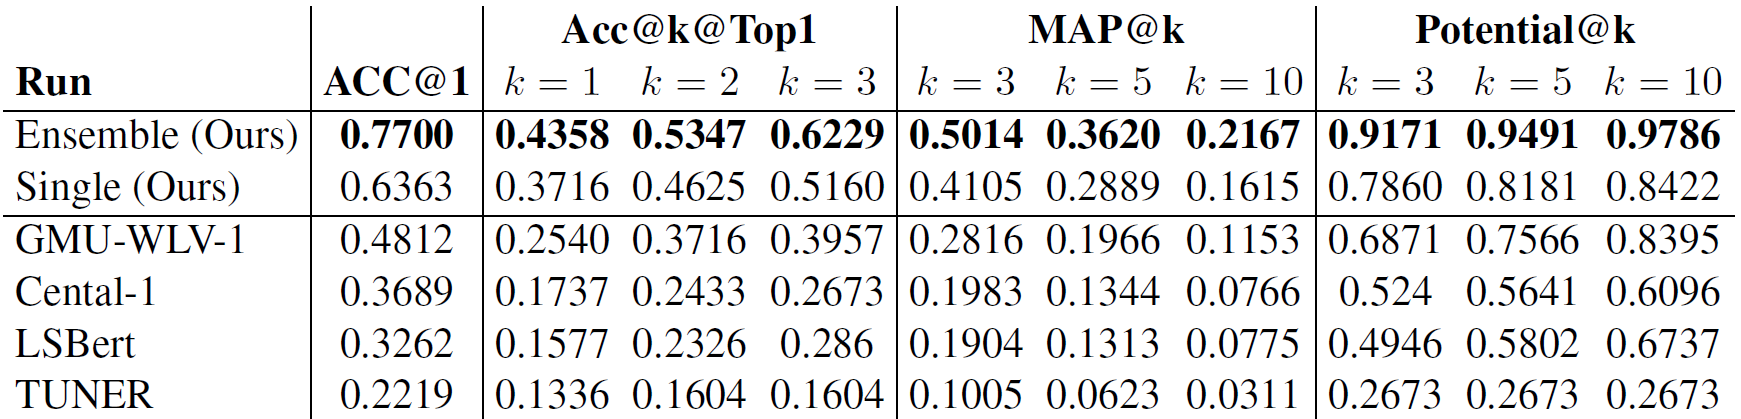 Acc@k@Top1 MAP@k Potential@k
Run ACC@1 k = 1 k = 2 k = 3 k = 3 k = 5 k = 10 k = 3 k = 5 k = 10
Ensemble (Ours) 0.7700 0.4358 0.5347 0.6229 0.5014 0.3620 0.2167 0.9171 0.9491 0.9786
Single (Ours) 0.6363 0.3716 0.4625 0.5160 0.4105 0.2889 0.1615 0.7860 0.8181 0.8422
GMU-WLV-1 0.4812 0.2540 0.3716 0.3957 0.2816 0.1966 0.1153 0.6871 0.7566 0.8395
Cental-1 0.3689 0.1737 0.2433 0.2673 0.1983 0.1344 0.0766 0.524 0.5641 0.6096
LSBert 0.3262 0.1577 0.2326 0.286 0.1904 0.1313 0.0775 0.4946 0.5802 0.6737
TUNER 0.2219 0.1336 0.1604 0.1604 0.1005 0.0623 0.0311 0.2673 0.2673 0.2673